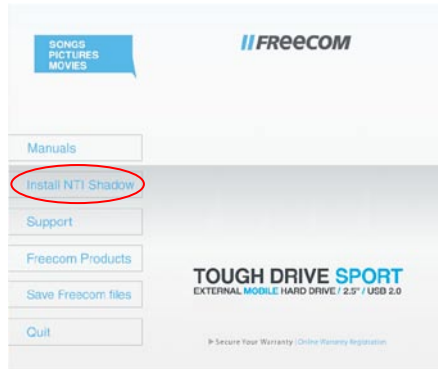 SONGS
PICTURES
MOVIES
FREECOM
Manuals
Install NTI Shadow
Support
Freecom Products
Save Freecom files
Quit
TOUGH DRIVE SPORT
EXTERNAL MOBILE HARD DRIVE / 2.5" / USB 2.0
Secure Your Warranty | Online Warranty Registration